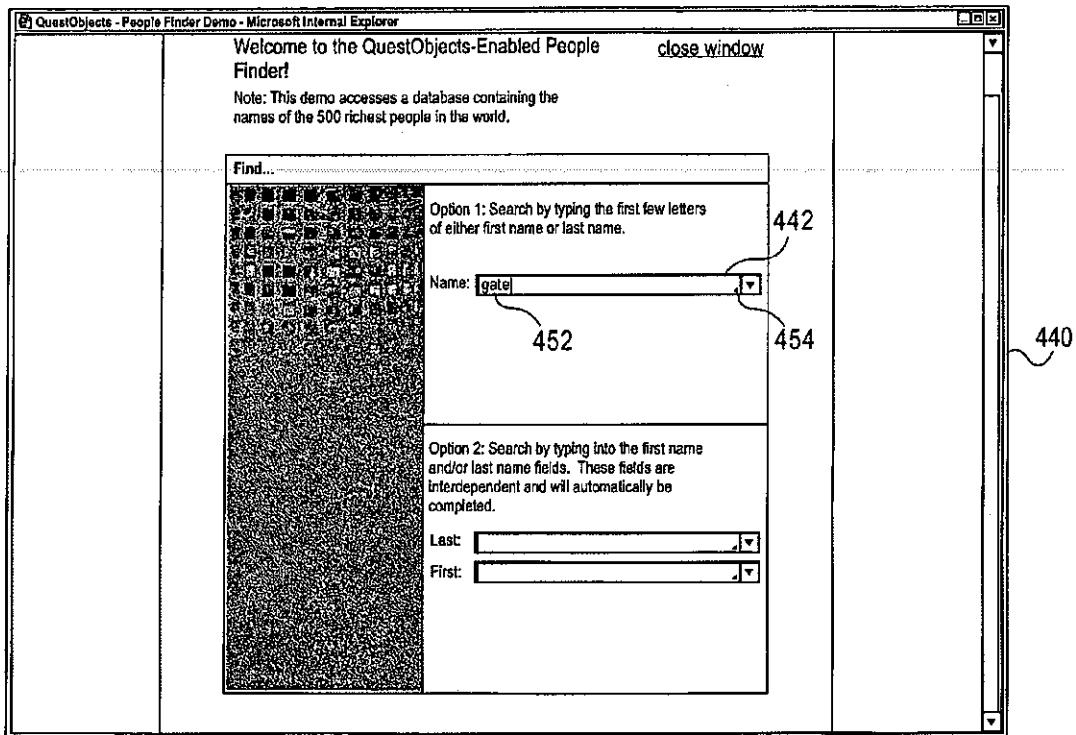 QuestObjects - People Finder Demo - Microsoft Internal Explorer
Welcome to the QuestObjects-Enabled People
Finder!
close window
Note: This demo accesses a database containing the
names of the 500 richest people in the world.
Find...
Option 1: Search by typing the first few letters
of either first name or last name.
442
Name: gate
452
454
440
Option 2: Search by typing into the first name
and/or last name fields. These fields are
interdependent and will automatically be
completed.
Last:
First: